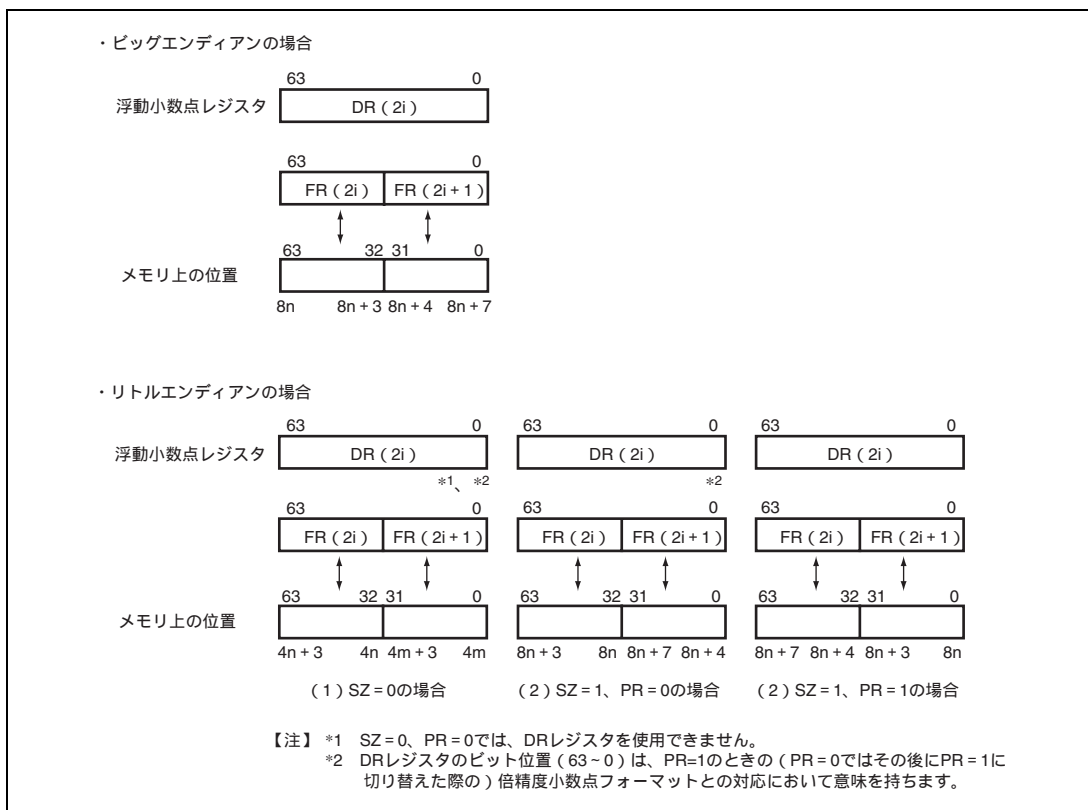 ・ビッグエンディアンの場合
63 0
浮動小数点レジスタ DR(2i)
63 0
FR(2i) FR(2i+1)
63 32 31 0
メモリ上の位置
8n 8n+3 8n+4 8n+7
・リトルエンディアンの場合
63 0 63 0 63 0
浮動小数点レジスタ DR(2i) DR(2i) DR(2i)
*1、*2 *2
63 0 63 0 63 0
FR(2i) FR(2i+1) FR(2i) FR(2i+1) FR(2i) FR(2i+1)
63 32 31 0 63 32 31 0 63 32 31 0
メモリ上の位置
4n+3 4n 4m+3 4m 8n+3 8n 8n+7 8n+4 8n+7 8n+4 8n+3 8n
(1)SZ=0の場合 (2)SZ=1、PR=0の場合 (2)SZ=1、PR=1の場合
【注】 *1 SZ=0、PR=0では、DRレジスタを使用できません。
*2 DRレジスタのビット位置(63~0)は、PR=1のときの(PR=0ではその後にPR=1に
切り替えた際の)倍精度小数点フォーマットとの対応において意味を持ちます。